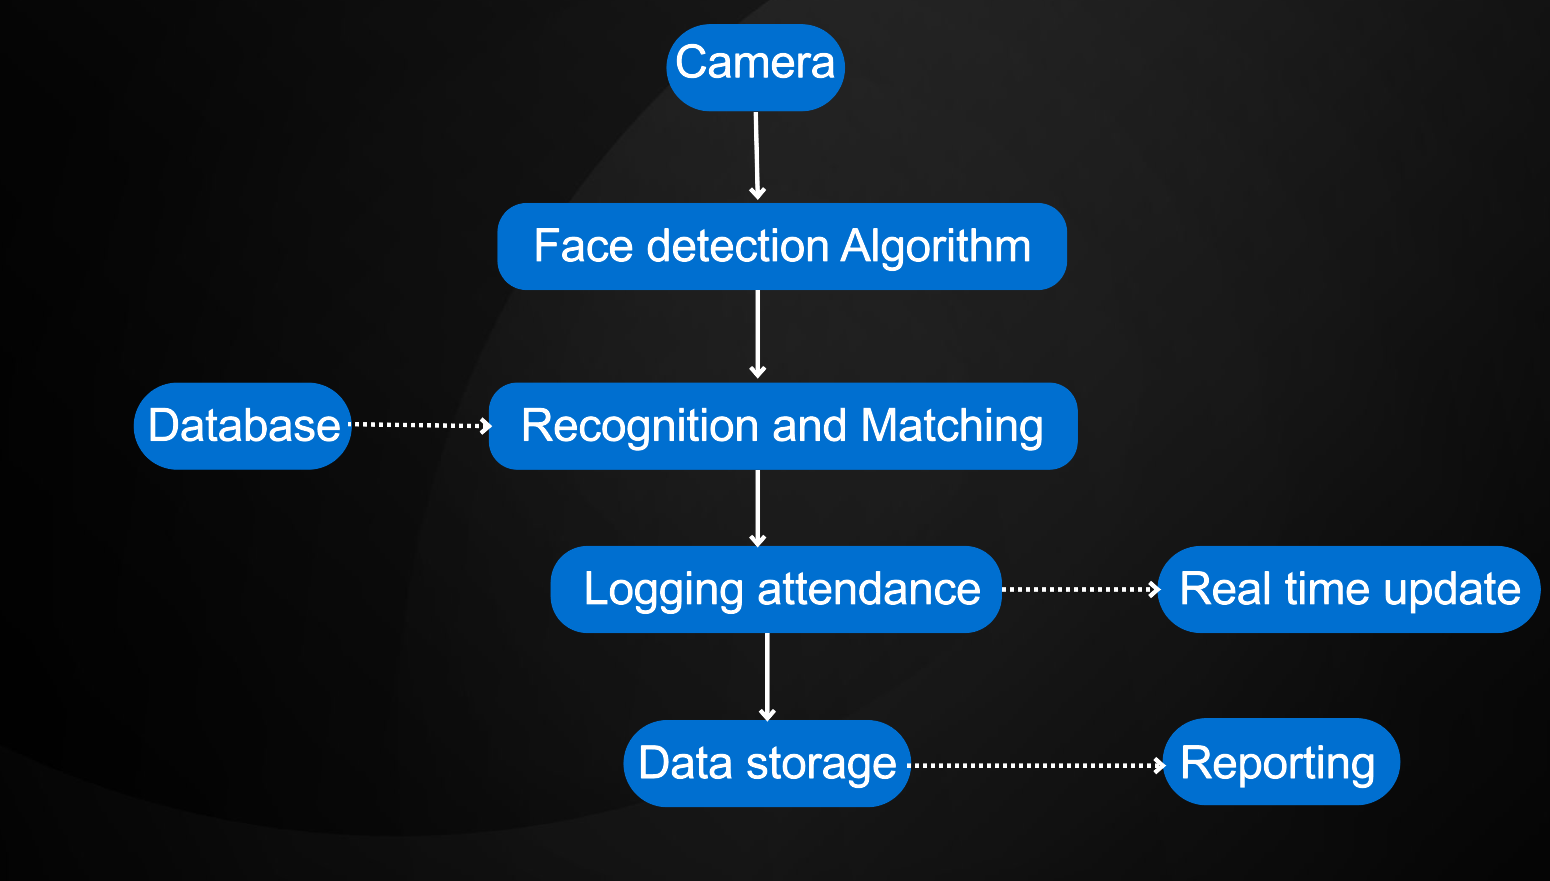 Camera
Face detection Algorithm
Database
Recognition and Matching
Logging attendance
Real time update
Data storage
Reporting